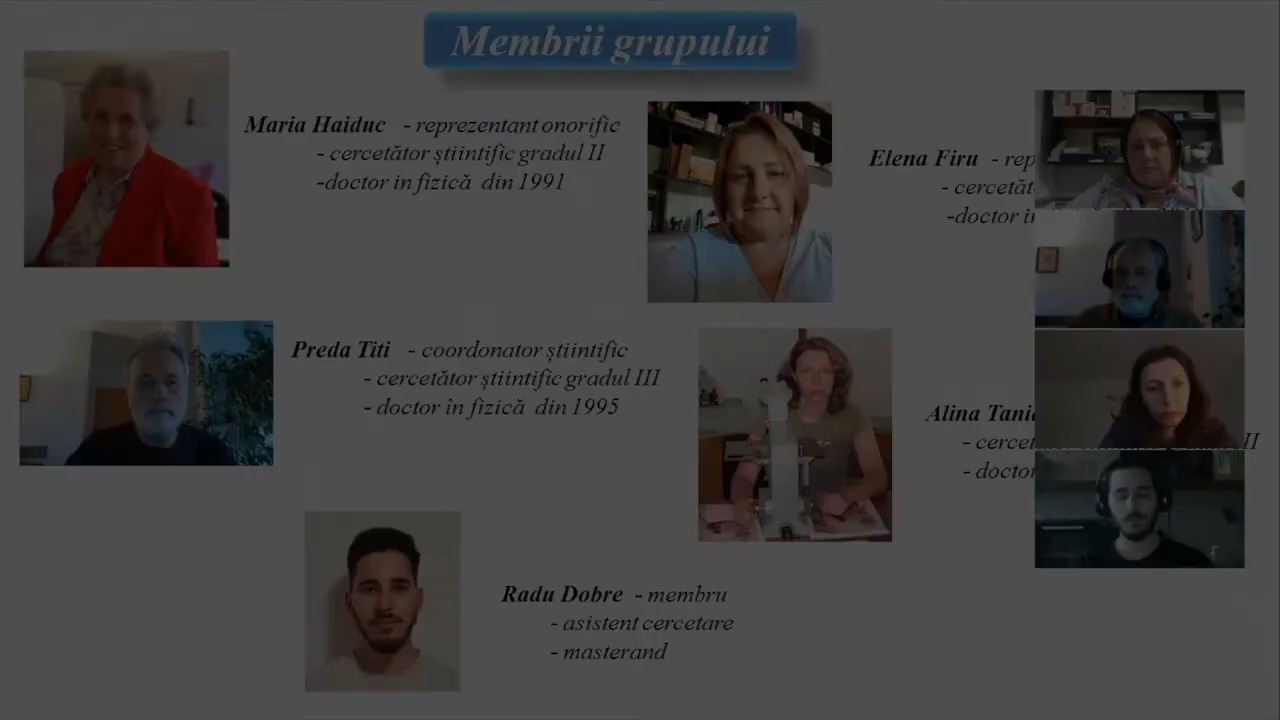 Membrii grupului
Maria Haiduc - reprezentant onorific
- cercetător științific gradul II
-doctor in fizică din 1991
Elena Firu - rep
- cercetăt
-doctor i
Preda Titi - coordonator științific
- cercetător științific gradul III
- doctor în fizică din 1995
Alina Tania
- cercet II
- doctor
Radu Dobre - membru
- asistent cercetare
- masterand